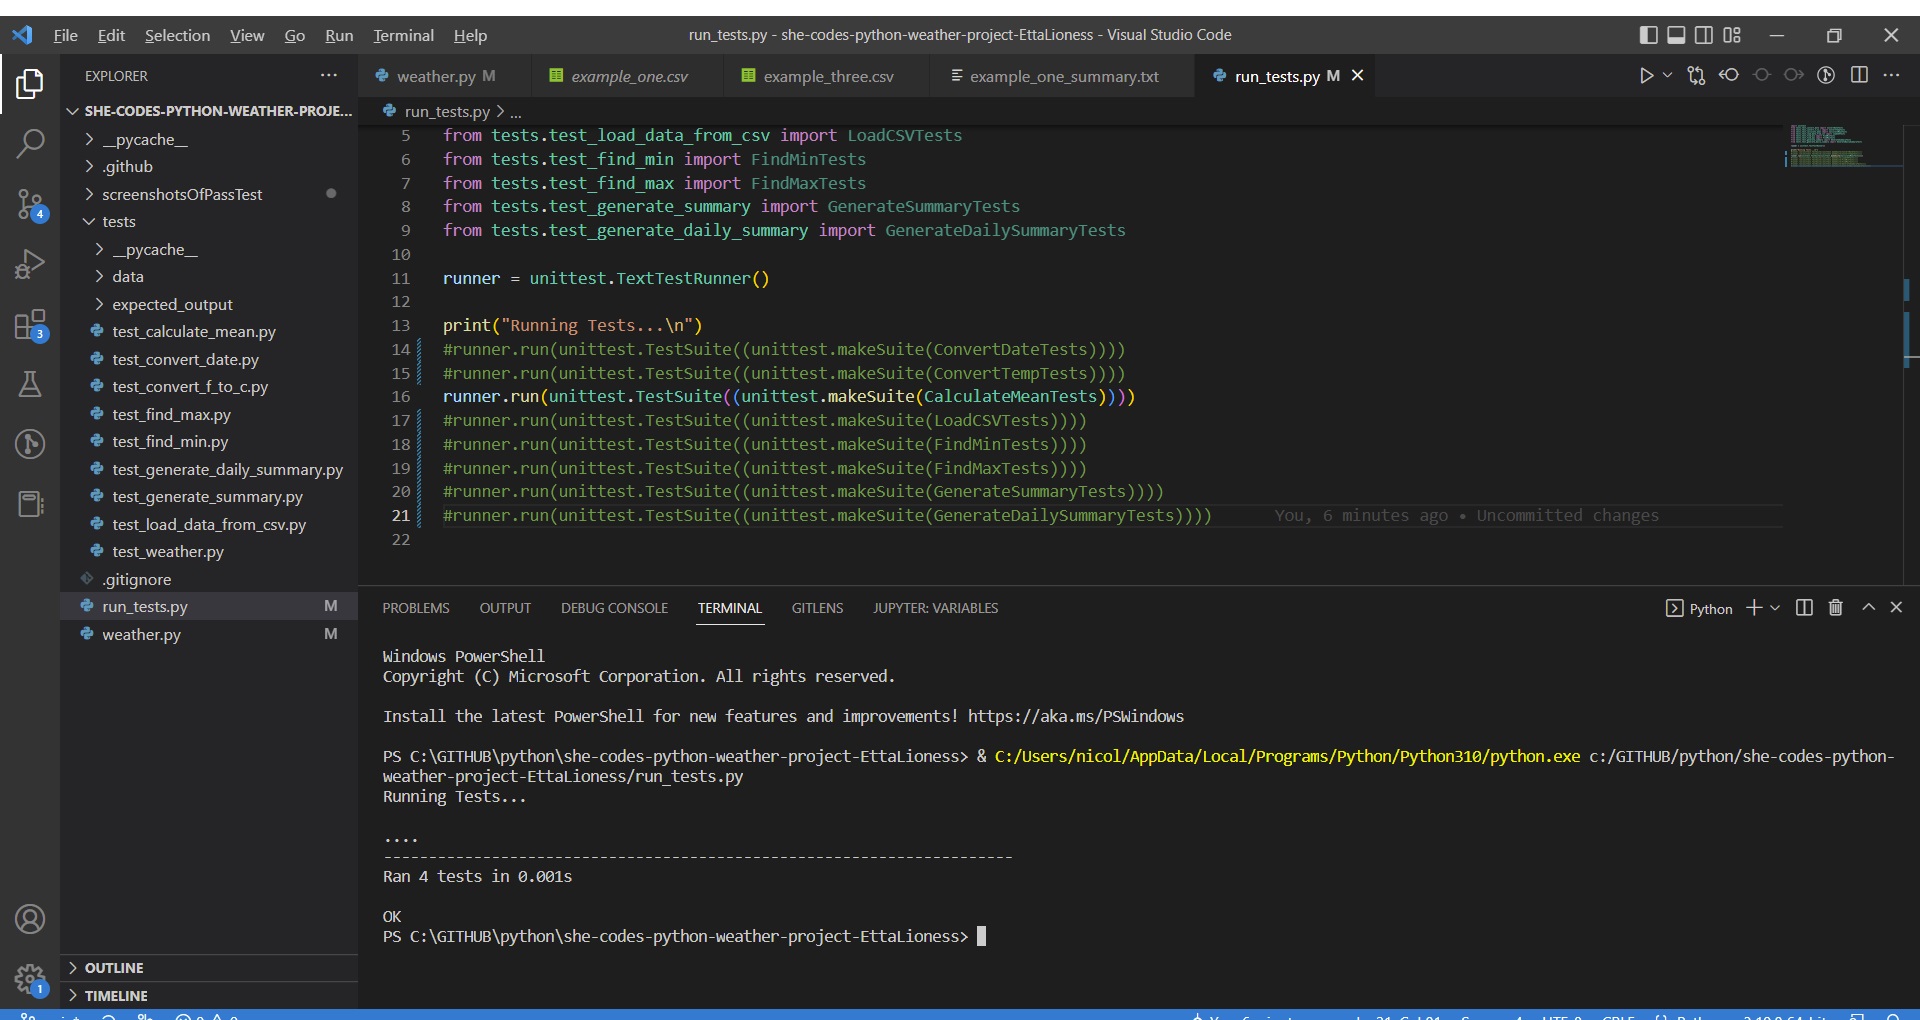 File Edit Selection View Go Run Terminal Help
run_tests.py - she-codes-python-weather-project-EttaLioness - Visual Studio Code
EXPLORER
weather.py M
example_one.csv
example_three.csv
example_one_summary.txt
run_tests.py M
SHE-CODES-PYTHON-WEATHER-PROJE...
__pycache__
.github
screenshotsOfPassTest
tests
__pycache__
data
expected_output
test_calculate_mean.py
test_convert_date.py
test_convert_f_to_c.py
test_find_max.py
test_find_min.py
test_generate_daily_summary.py
test_generate_summary.py
test_load_data_from_csv.py
test_weather.py
.gitignore
run_tests.py M
weather.py M
OUTLINE
TIMELINE
4
3
1
run_tests.py > ...
5 from tests.test_load_data_from_csv import LoadCSVTests
6 from tests.test_find_min import FindMinTests
7 from tests.test_find_max import FindMaxTests
8 from tests.test_generate_summary import GenerateSummaryTests
9 from tests.test_generate_daily_summary import GenerateDailySummaryTests
10
11 runner = unittest.TextTestRunner()
12
13 print("Running Tests...\n")
14 #runner.run(unittest.TestSuite((unittest.makeSuite(ConvertDateTests))))
15 #runner.run(unittest.TestSuite((unittest.makeSuite(ConvertTempTests))))
16 runner.run(unittest.TestSuite((unittest.makeSuite(CalculateMeanTests))))
17 #runner.run(unittest.TestSuite((unittest.makeSuite(LoadCSVTests))))
18 #runner.run(unittest.TestSuite((unittest.makeSuite(FindMinTests))))
19 #runner.run(unittest.TestSuite((unittest.makeSuite(FindMaxTests))))
20 #runner.run(unittest.TestSuite((unittest.makeSuite(GenerateSummaryTests))))
21 #runner.run(unittest.TestSuite((unittest.makeSuite(GenerateDailySummaryTests)))) You, 6 minutes ago • Uncommitted changes
22
PROBLEMS OUTPUT DEBUG CONSOLE TERMINAL GITLENS JUPYTER: VARIABLES
Python
Windows PowerShell
Copyright (C) Microsoft Corporation. All rights reserved.
Install the latest PowerShell for new features and improvements! https://aka.ms/PSWindows
PS C:\GITHUB\python\she-codes-python-weather-project-EttaLioness> & C:/Users/nicol/AppData/Local/Programs/Python/Python310/python.exe c:/GITHUB/python/she-codes-python-
weather-project-EttaLioness/run_tests.py
Running Tests...
....
----------------------------------------------------------------------
Ran 4 tests in 0.001s
OK
PS C:\GITHUB\python\she-codes-python-weather-project-EttaLioness>